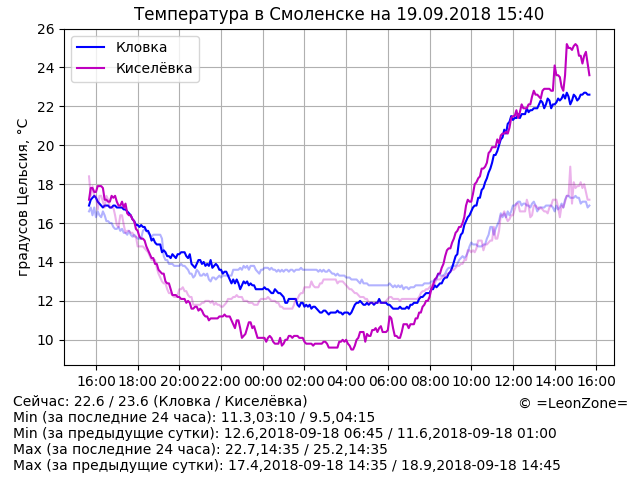 Температура в Смоленске на 19.09.2018 15:40
Кловка
Киселёвка
градусов Цельсия, °C
26
24
22
20
18
16
14
12
10
16:00 18:00 20:00 22:00 00:00 02:00 04:00 06:00 08:00 10:00 12:00 14:00 16:00
© =LeonZone=
Сейчас: 22.6 / 23.6 (Кловка / Киселёвка)
Min (за последние 24 часа): 11.3,03:10 / 9.5,04:15
Min (за предыдущие сутки): 12.6,2018-09-18 06:45 / 11.6,2018-09-18 01:00
Max (за последние 24 часа): 22.7,14:35 / 25.2,14:35
Max (за предыдущие сутки): 17.4,2018-09-18 14:35 / 18.9,2018-09-18 14:45